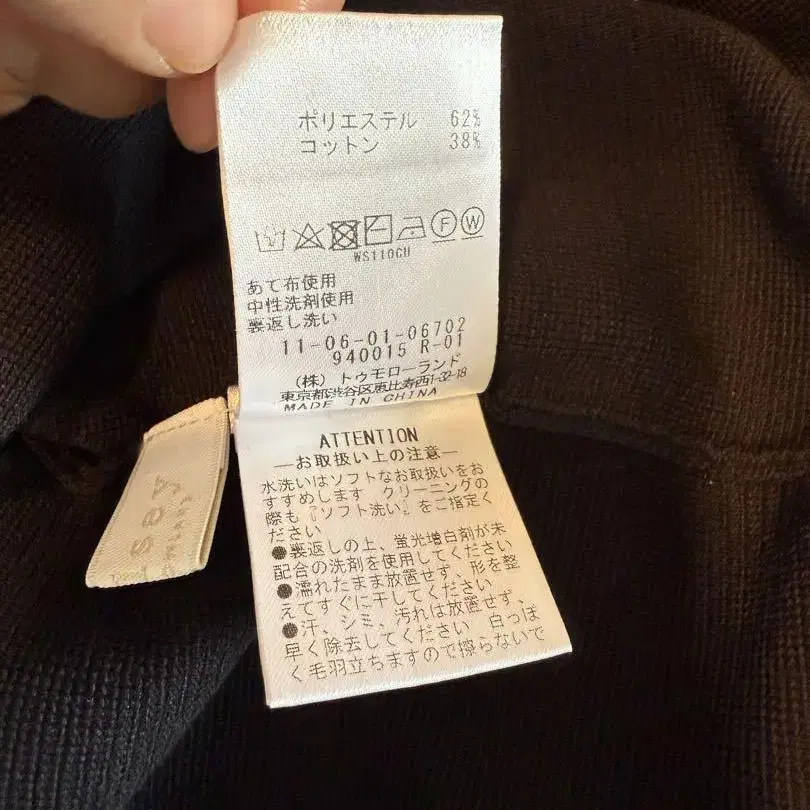 ポリエステル 62%
コットン 38%
F W
WS110GU
あて布使用
中性洗剤使用
裏返し洗い
11-06-01-06702
940015 R-01
(株) トゥモローランド
東京都渋谷区恵比寿西1-32-18
MADE IN CHINA
ATTENTION
―お取扱い上の注意―
水洗いはソフトなお取扱いをお
すすめします クリーニングの
際も『ソフト洗い』をご指定く
ださい
●裏返しの上、蛍光増白剤が未
配合の洗剤を使用してください
●濡れたまま放置せず、形を整
えてすぐに干してください
●汗、シミ、汚れは放置せず、
早く除去してください 白っぽ
く毛羽立ちますので擦らないで